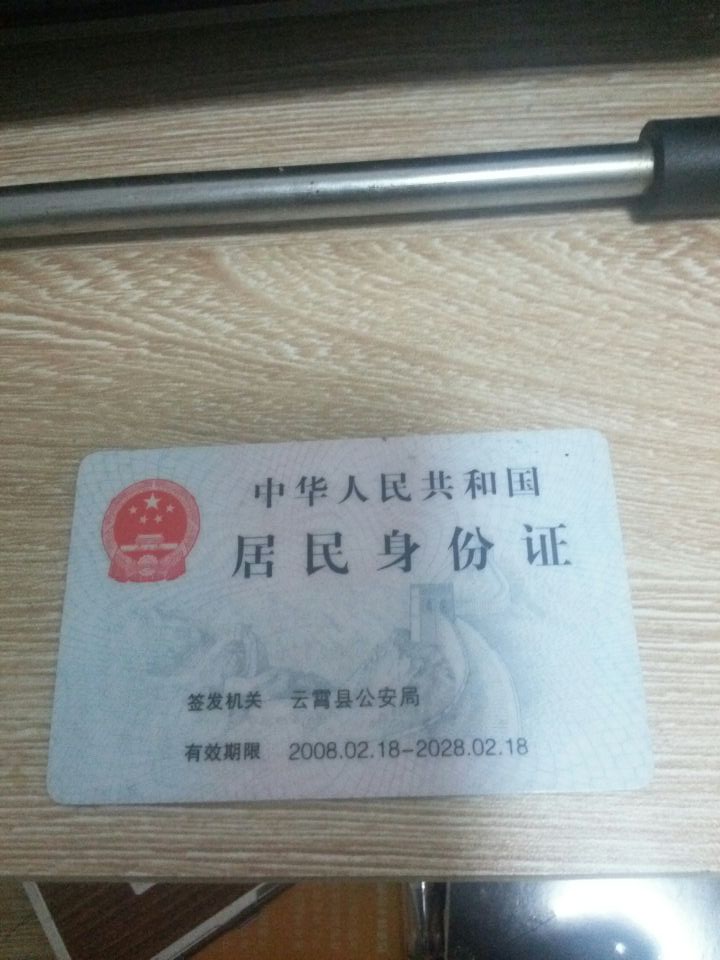 中华人民共和国
居民身份证
签发机关 云霄县公安局
有效期限 2008.02.18-2028.02.18